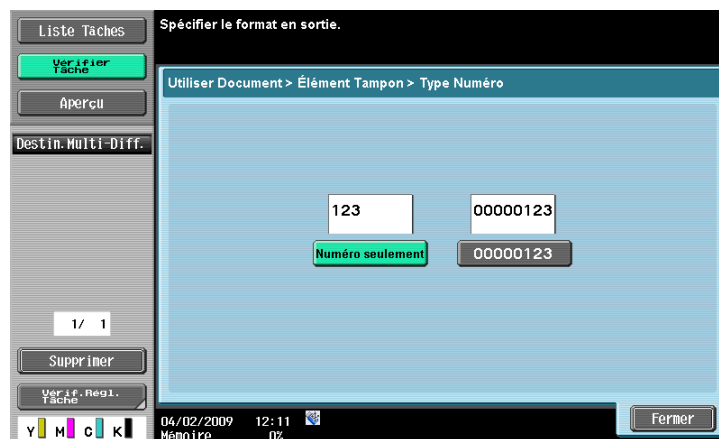 Liste Tâches
Spécifier le format en sortie.
Vérifier
Tâche
Utiliser Document > Élément Tampon > Type Numéro
Aperçu
Destin.Multi-Diff.
123
00000123
Numéro seulement
00000123
1/ 1
Supprimer
Vérif.Régl.
Tâche
04/02/2009 12:11
Mémoire 0%
Fermer
Y M C K